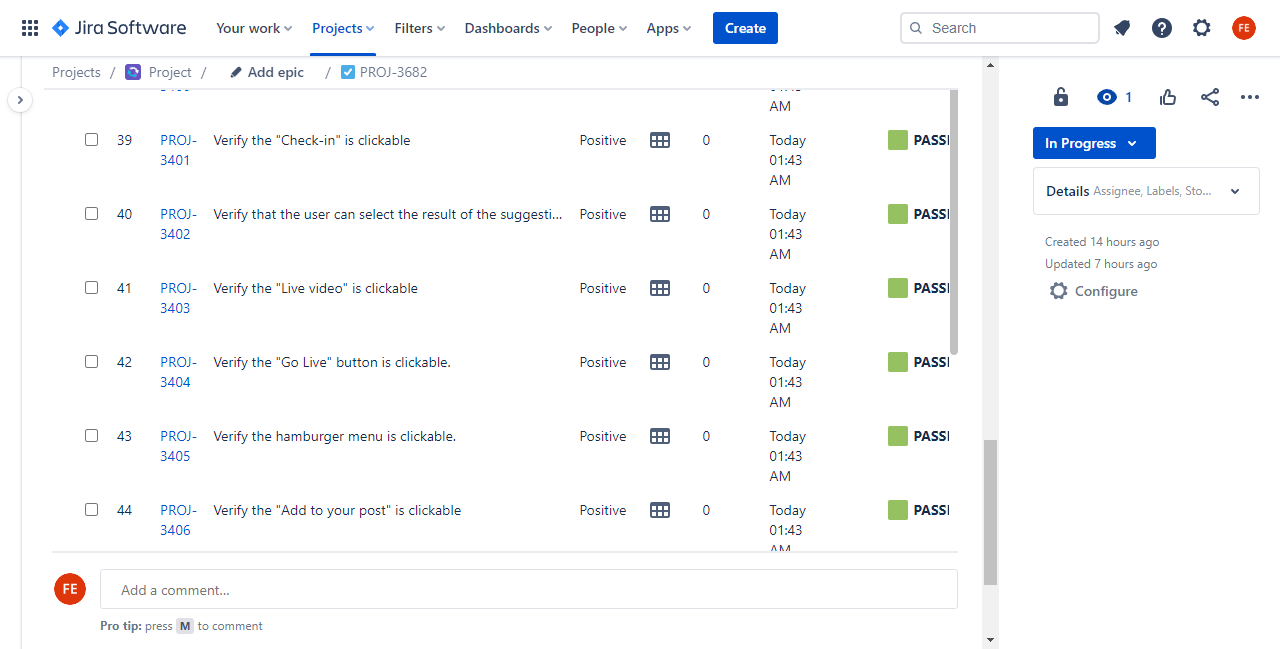 Jira Software Your work Projects Filters Dashboards People Apps Create Search FE
Projects / Project / Add epic / PROJ-3682
1
AM
39 PROJ- Verify the "Check-in" is clickable Positive 0 Today PASS
3401 01:43
AM
40 PROJ- Verify that the user can select the result of the suggesti... Positive 0 Today PASS
3402 01:43
AM
41 PROJ- Verify the "Live video" is clickable Positive 0 Today PASS
3403 01:43
AM
42 PROJ- Verify the "Go Live" button is clickable. Positive 0 Today PASS
3404 01:43
AM
43 PROJ- Verify the hamburger menu is clickable. Positive 0 Today PASS
3405 01:43
AM
44 PROJ- Verify the "Add to your post" is clickable Positive 0 Today PASS
3406 01:43
AM
FE Add a comment...
Pro tip: press M to comment
In Progress
Details Assignee, Labels, Sto...
Created 14 hours ago
Updated 7 hours ago
Configure